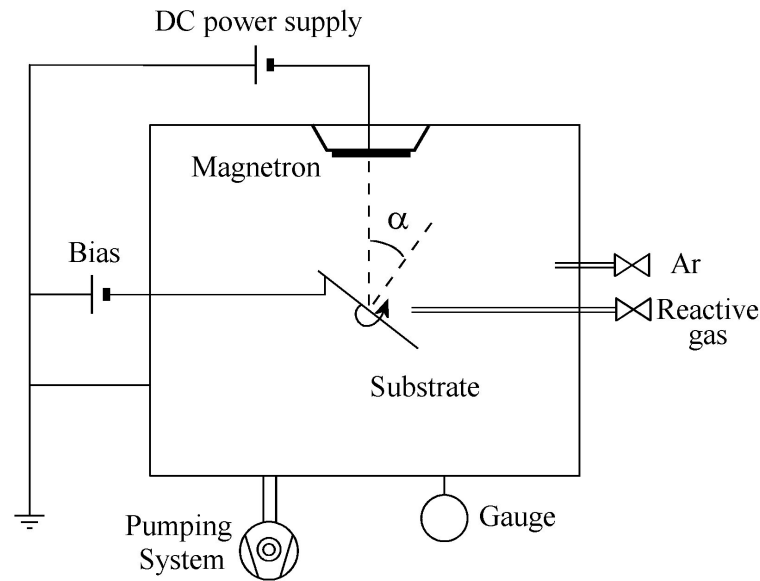 DC power supply
Magnetron
α
Bias
Ar
Reactive
gas
Substrate
Pumping
System
Gauge